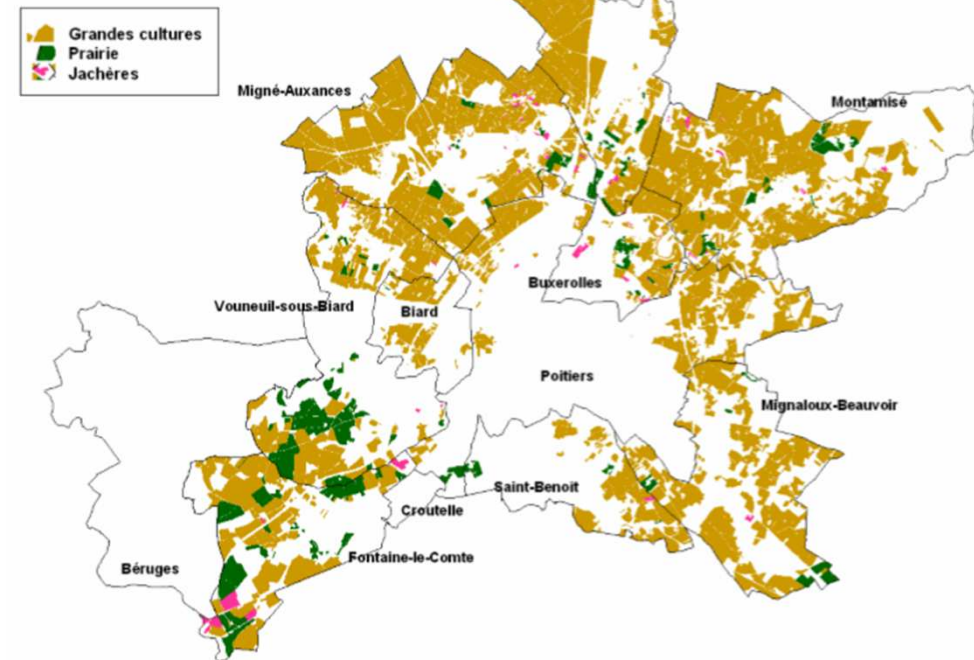 Grandes cultures
Prairie
Jachères
Migné-Auxances
Montamisé
Buxerolles
Vouneuil-sous-Biard
Biard
Poitiers
Mignaloux-Beauvoir
Saint-Benoît
Croutelle
Fontaine-le-Comte
Béruges